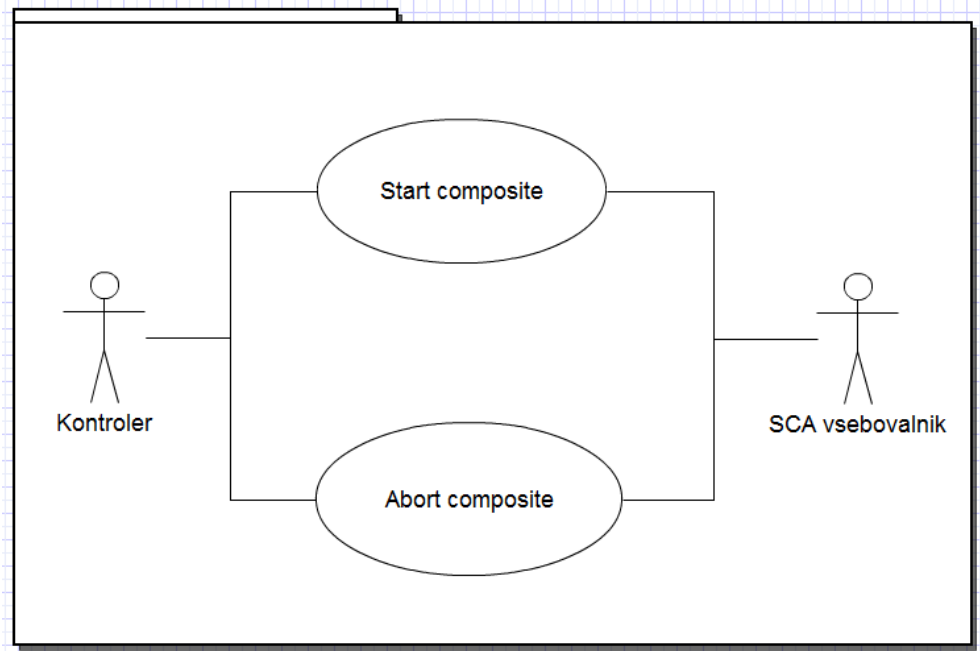 Start composite
Kontroler
SCA vsebovalnik
Abort composite